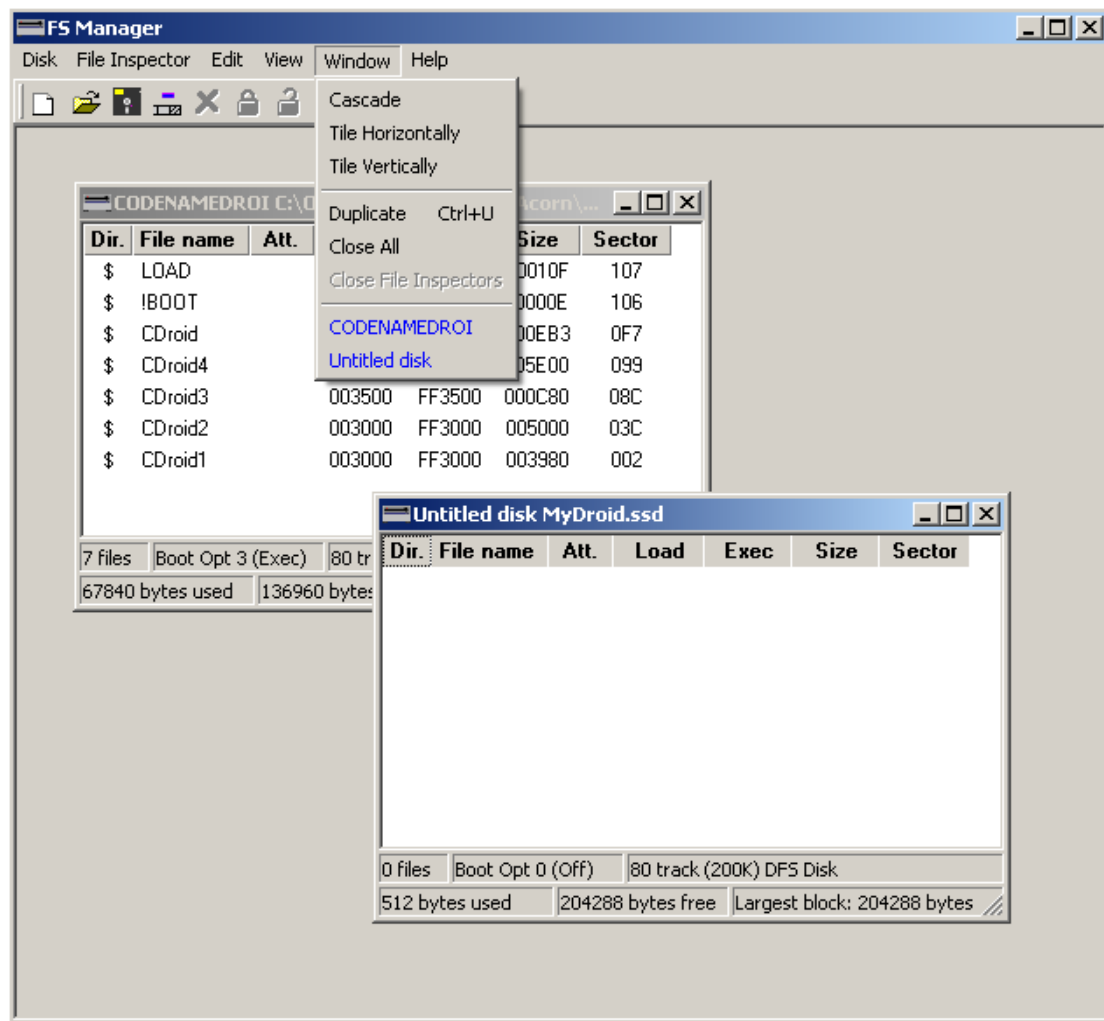 FS Manager
Disk File Inspector Edit View Window Help
Cascade
Tile Horizontally
Tile Vertically
Duplicate Ctrl+U
Close All
Close File Inspectors
CODENAMEDROI
Untitled disk
CODENAMEDROI C:\ \...
Dir. File name Att. Size Sector
$ LOAD 0010F 107
$ !BOOT 0000E 106
$ CDroid 00EB3 0F7
$ CDroid4 05E00 099
$ CDroid3 003500 FF3500 000C80 08C
$ CDroid2 003000 FF3000 005000 03C
$ CDroid1 003000 FF3000 003980 002
7 files Boot Opt 3 (Exec) 80 tr
67840 bytes used 136960 bytes
Untitled disk MyDroid.ssd
Dir. File name Att. Load Exec Size Sector
0 files Boot Opt 0 (Off) 80 track (200K) DFS Disk
512 bytes used 204288 bytes free Largest block: 204288 bytes